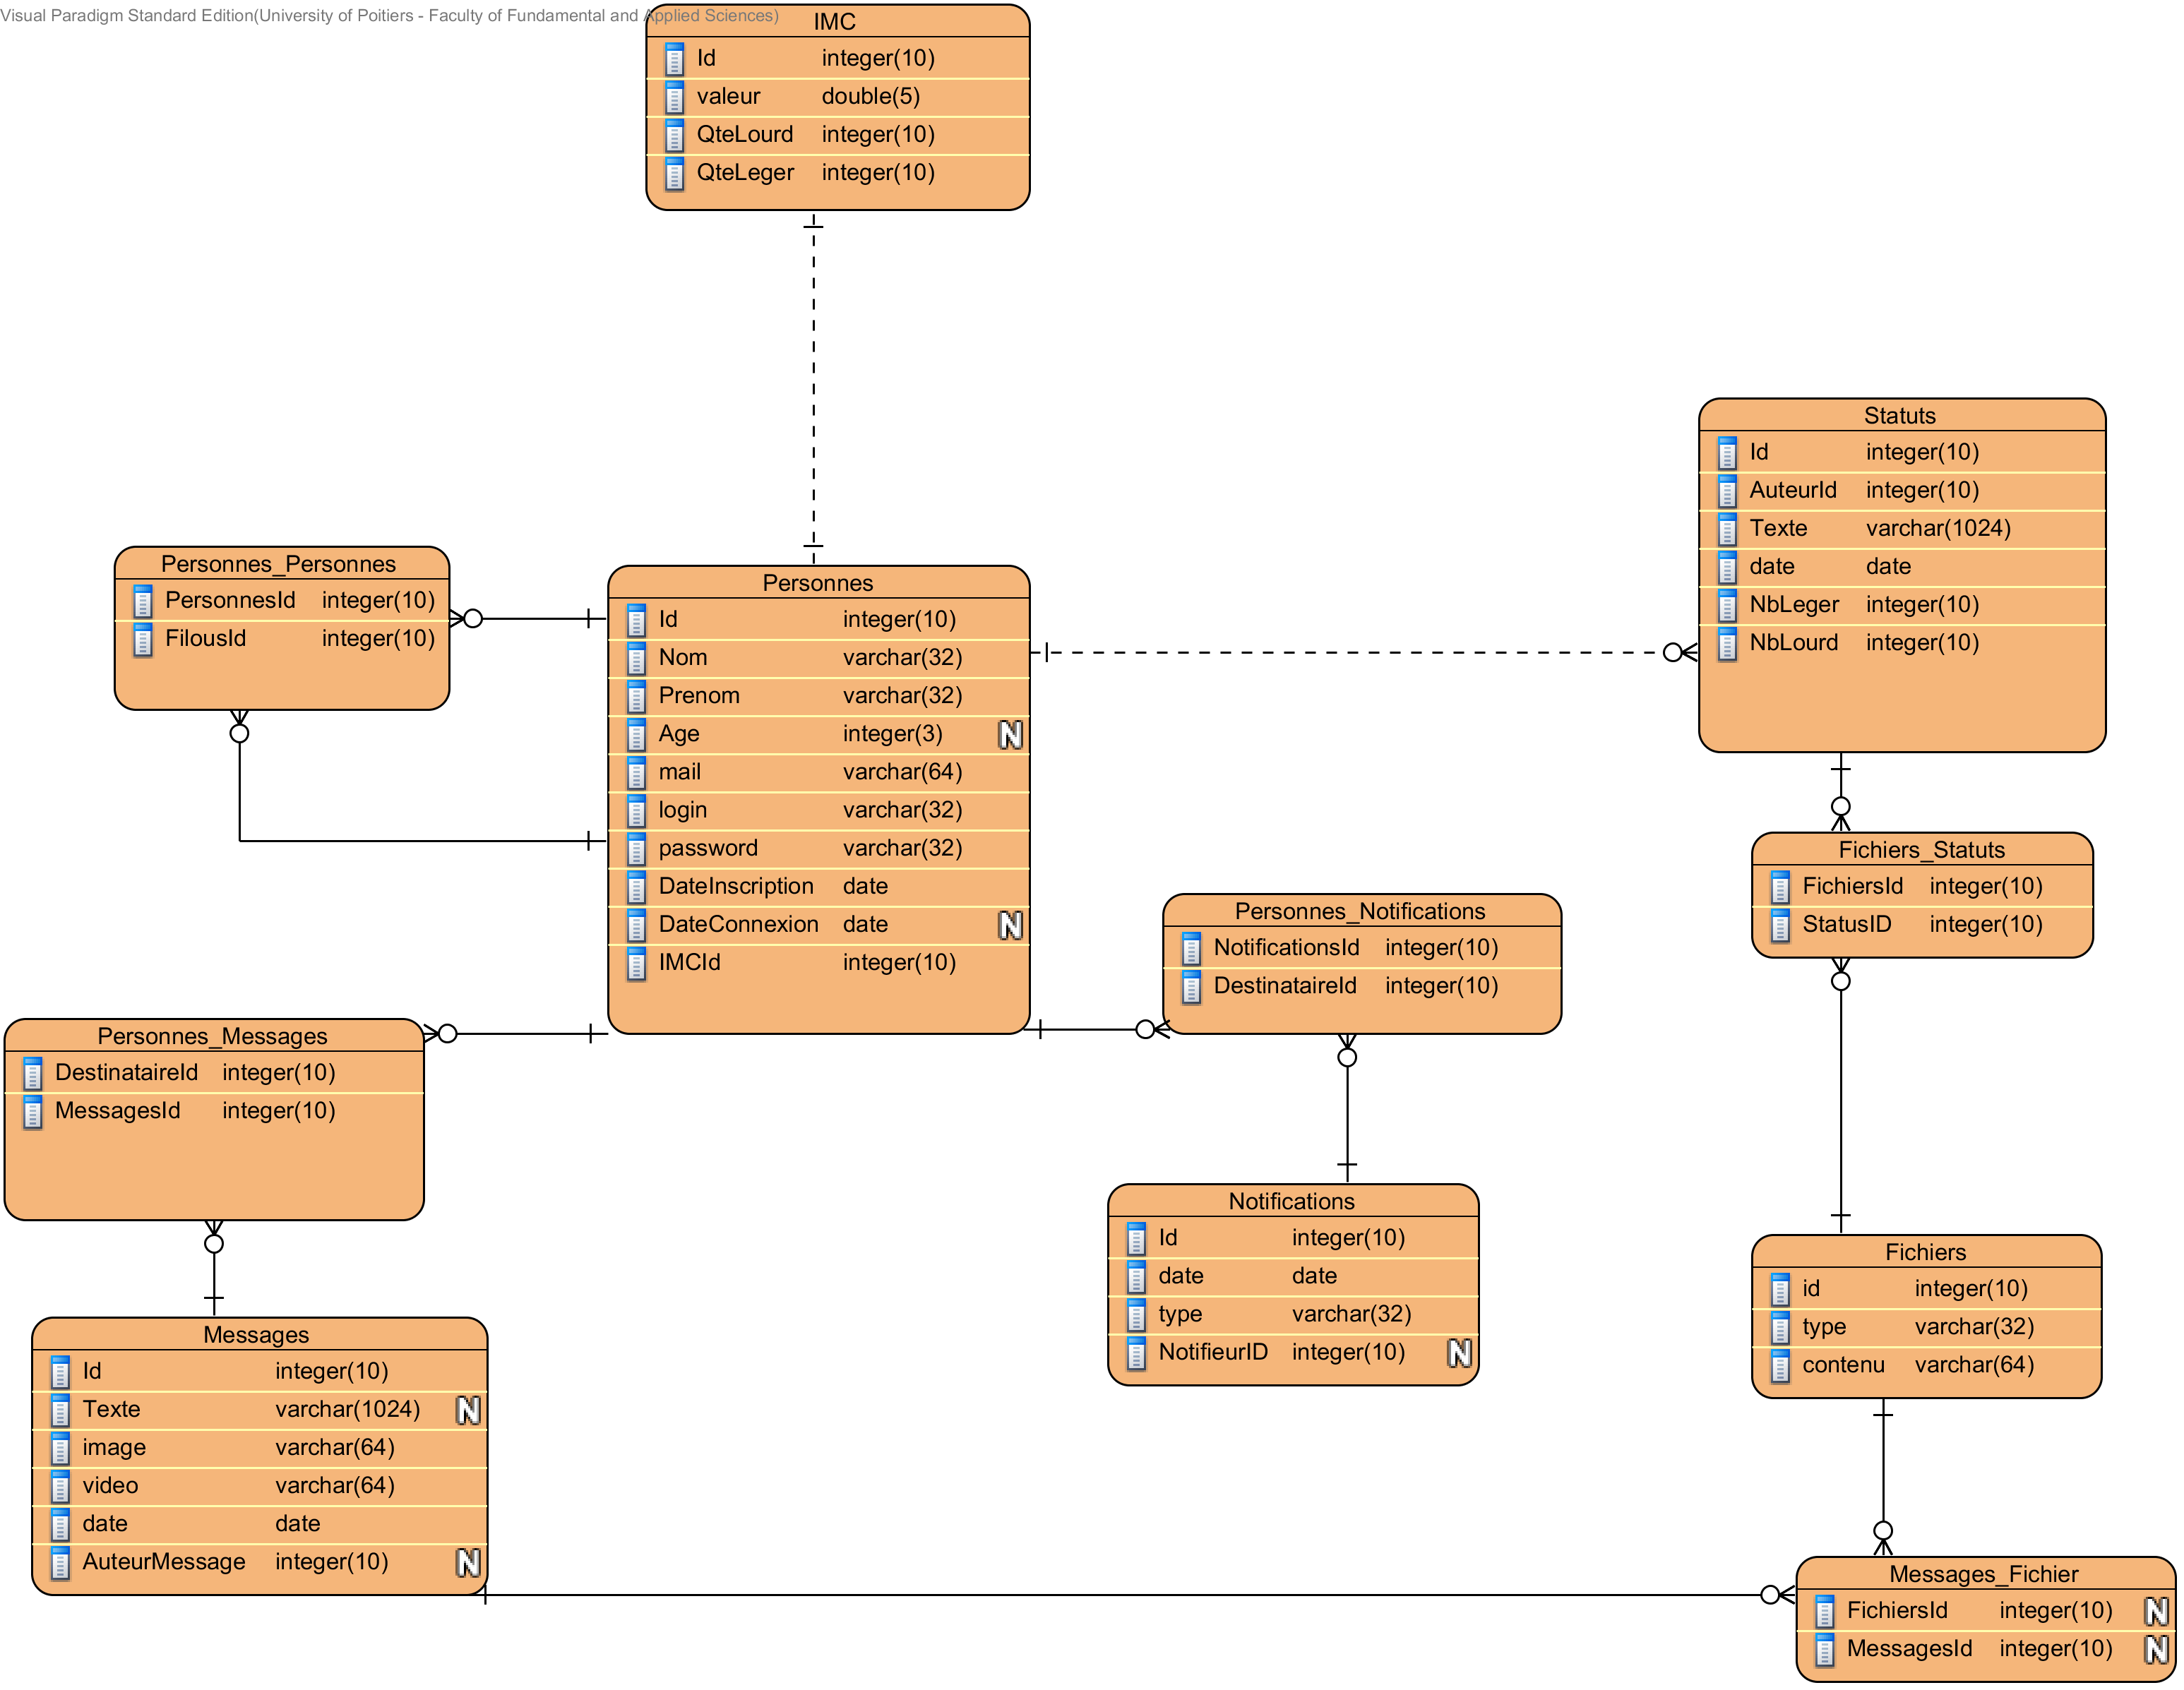 Visual Paradigm Standard Edition(University of Poitiers - Faculty of Fundamental and Applied Sciences)
IMC
Id integer(10)
valeur double(5)
QteLourd integer(10)
QteLeger integer(10)
Statuts
Id integer(10)
AuteurId integer(10)
Texte varchar(1024)
date date
NbLeger integer(10)
NbLourd integer(10)
Personnes_Personnes
PersonnesId integer(10)
FilousId integer(10)
Personnes
Id integer(10)
Nom varchar(32)
Prenom varchar(32)
Age integer(3) N
mail varchar(64)
login varchar(32)
password varchar(32)
DateInscription date
DateConnexion date N
IMCId integer(10)
Fichiers_Statuts
FichiersId integer(10)
StatusID integer(10)
Personnes_Notifications
NotificationsId integer(10)
DestinataireId integer(10)
Personnes_Messages
DestinataireId integer(10)
MessagesId integer(10)
Notifications
Id integer(10)
date date
type varchar(32)
NotifieurID integer(10) N
Fichiers
id integer(10)
type varchar(32)
contenu varchar(64)
Messages
Id integer(10)
Texte varchar(1024) N
image varchar(64)
video varchar(64)
date date
AuteurMessage integer(10) N
Messages_Fichier
FichiersId integer(10) N
MessagesId integer(10) N